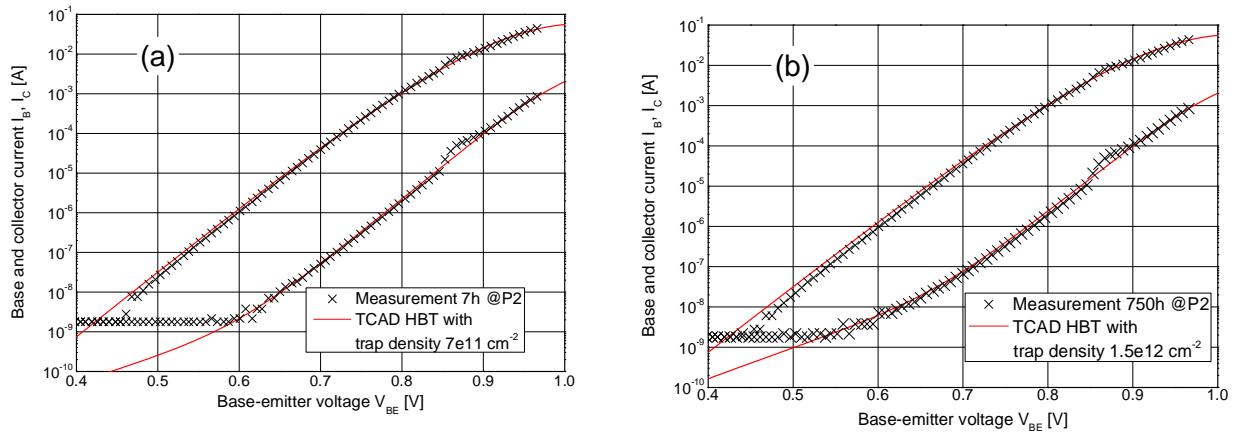 (a)
Base and collector current I_B, I_C [A]
10^-1
10^-2
10^-3
10^-4
10^-5
10^-6
10^-7
10^-8
10^-9
10^-10
0.4 0.5 0.6 0.7 0.8 0.9 1.0
Base-emitter voltage V_BE [V]
Measurement 7h @P2
TCAD HBT with
trap density 7e11 cm^-2
(b)
Base and collector current I_B, I_C [A]
10^-1
10^-2
10^-3
10^-4
10^-5
10^-6
10^-7
10^-8
10^-9
10^-10
0.4 0.5 0.6 0.7 0.8 0.9 1.0
Base-emitter voltage V_BE [V]
Measurement 750h @P2
TCAD HBT with
trap density 1.5e12 cm^-2